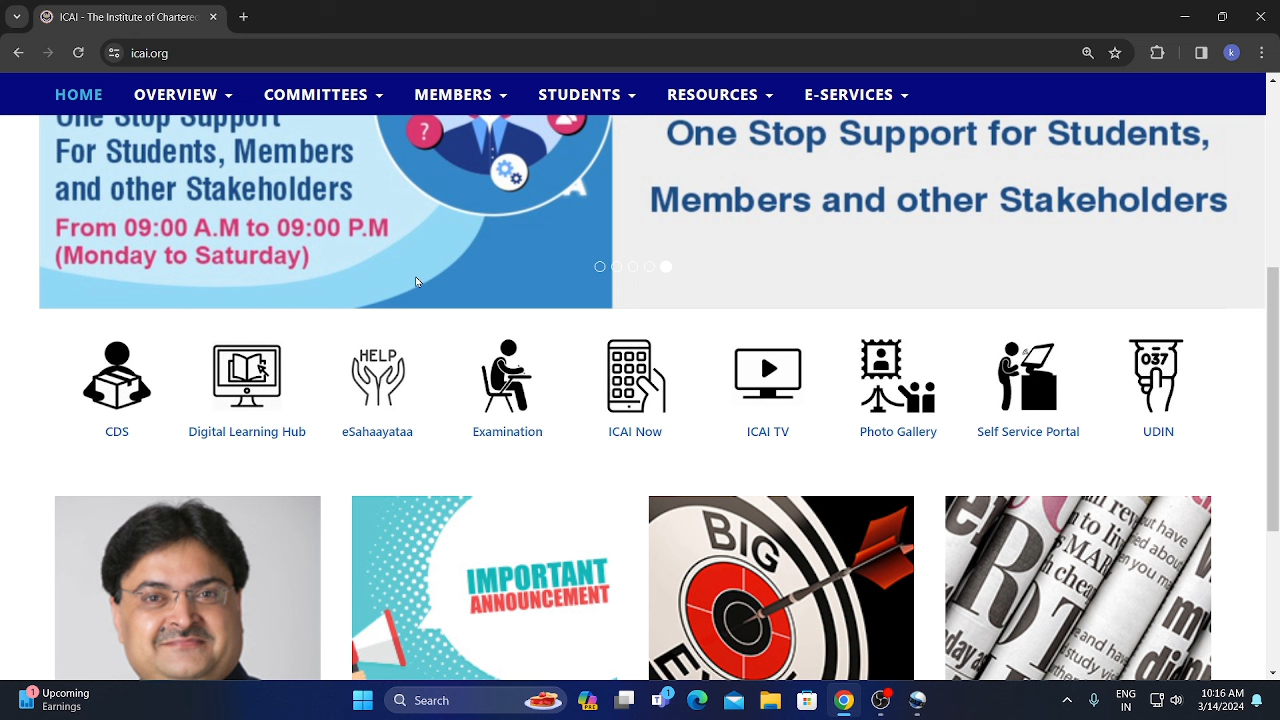 ICAI - The Institute of Chartere
icai.org
k
HOME OVERVIEW COMMITTEES MEMBERS STUDENTS RESOURCES E-SERVICES
One Stop Support
For Students, Members
and other Stakeholders
From 09:00 A.M to 09:00 P.M
(Monday to Saturday)
?
A
One Stop Support for Students,
Members and other Stakeholders
HELP
037
CDS
Digital Learning Hub
eSahaayataa
Examination
ICAI Now
ICAI TV
Photo Gallery
Self Service Portal
UDIN
IMPORTANT
ANNOUNCEMENT
BIG
1
Upcoming
Earnings
Search
PRE
1
ENG
IN
10:16 AM
3/14/2024